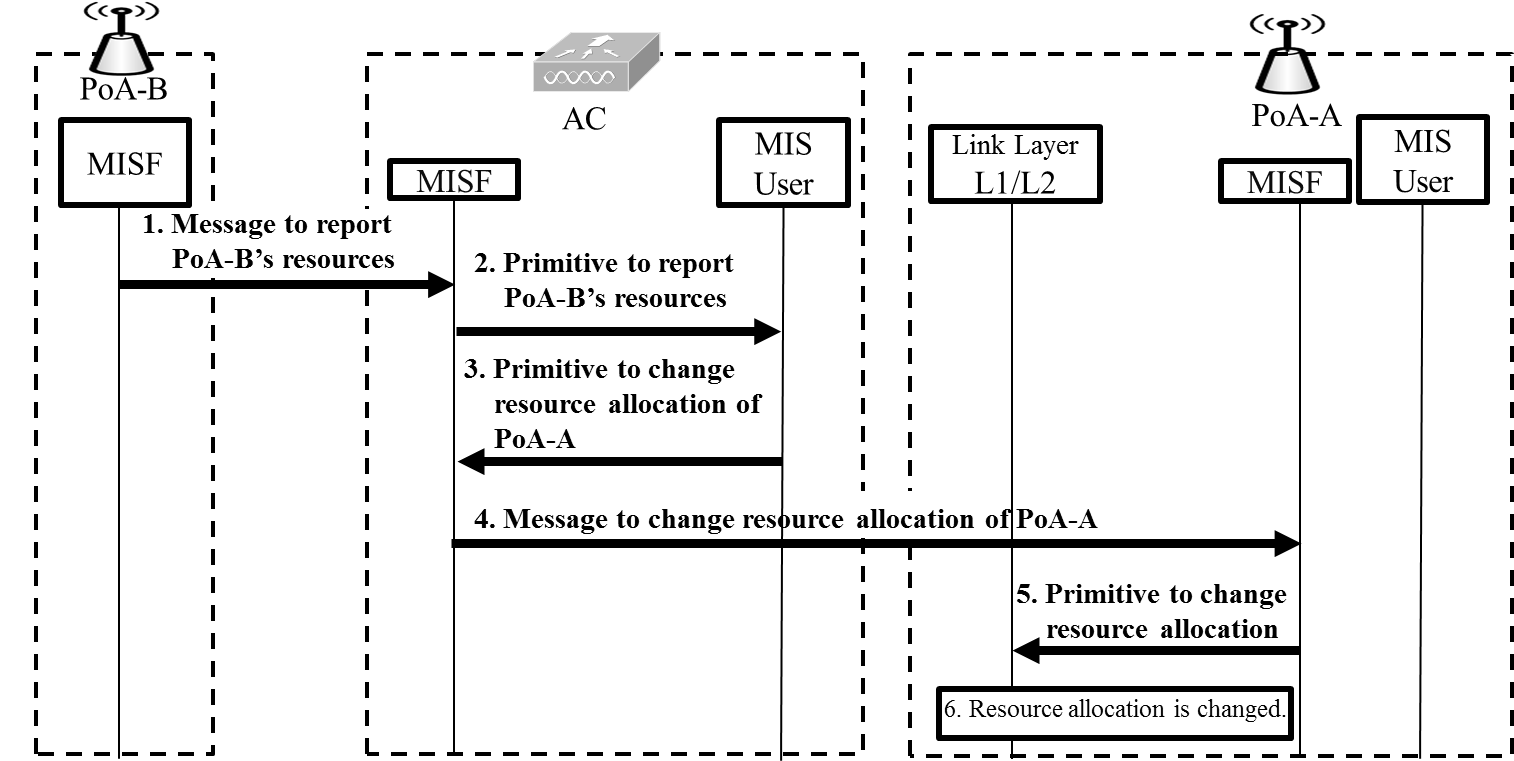 PoA-B
AC
PoA-A
MISF
MISF
MIS
User
Link Layer
L1/L2
MISF
MIS
User
1. Message to report
PoA-B’s resources
2. Primitive to report
PoA-B’s resources
3. Primitive to change
resource allocation of
PoA-A
4. Message to change resource allocation of PoA-A
5. Primitive to change
resource allocation
6. Resource allocation is changed.